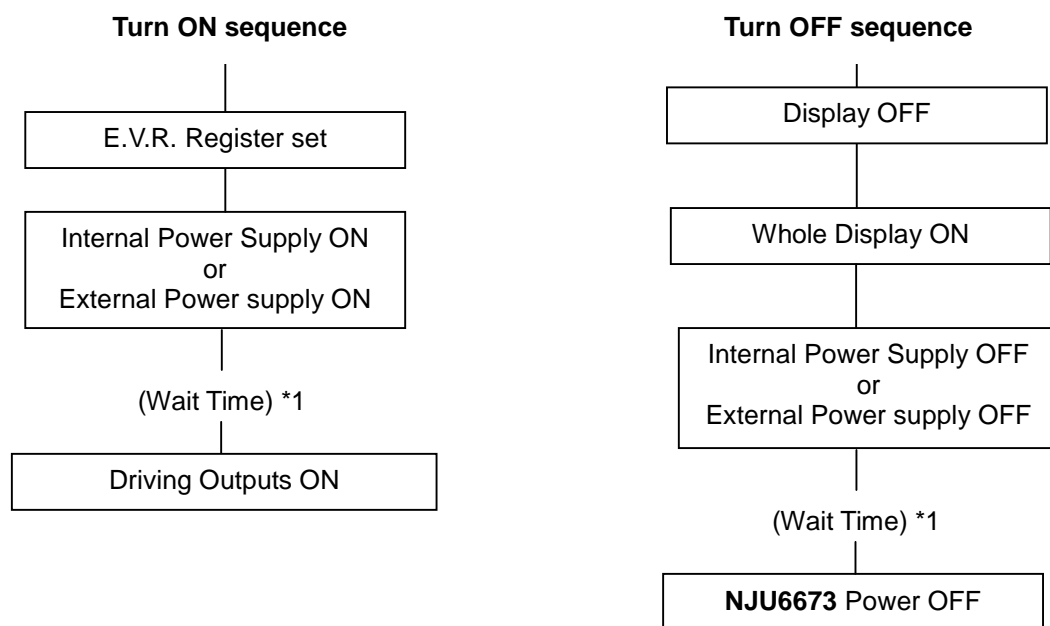 Turn ON sequence
E.V.R. Register set
Internal Power Supply ON
or
External Power supply ON
(Wait Time) *1
Driving Outputs ON
Turn OFF sequence
Display OFF
Whole Display ON
Internal Power Supply OFF
or
External Power supply OFF
(Wait Time) *1
NJU6673 Power OFF